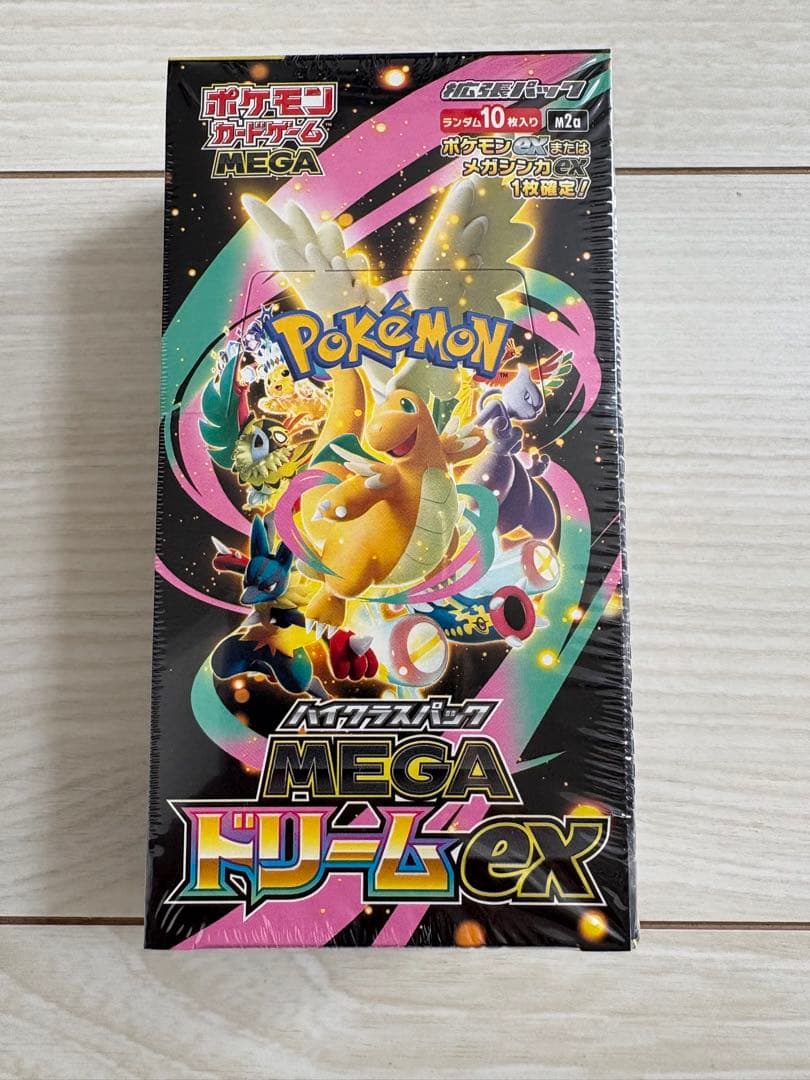 ポケモン
カードゲーム™
MEGA
拡張パック
ランダム10枚入り M2a
ポケモンexまたは
メガシンカex
1枚確定!
POKéMON™
ハイクラスパック
MEGA
ドリームex